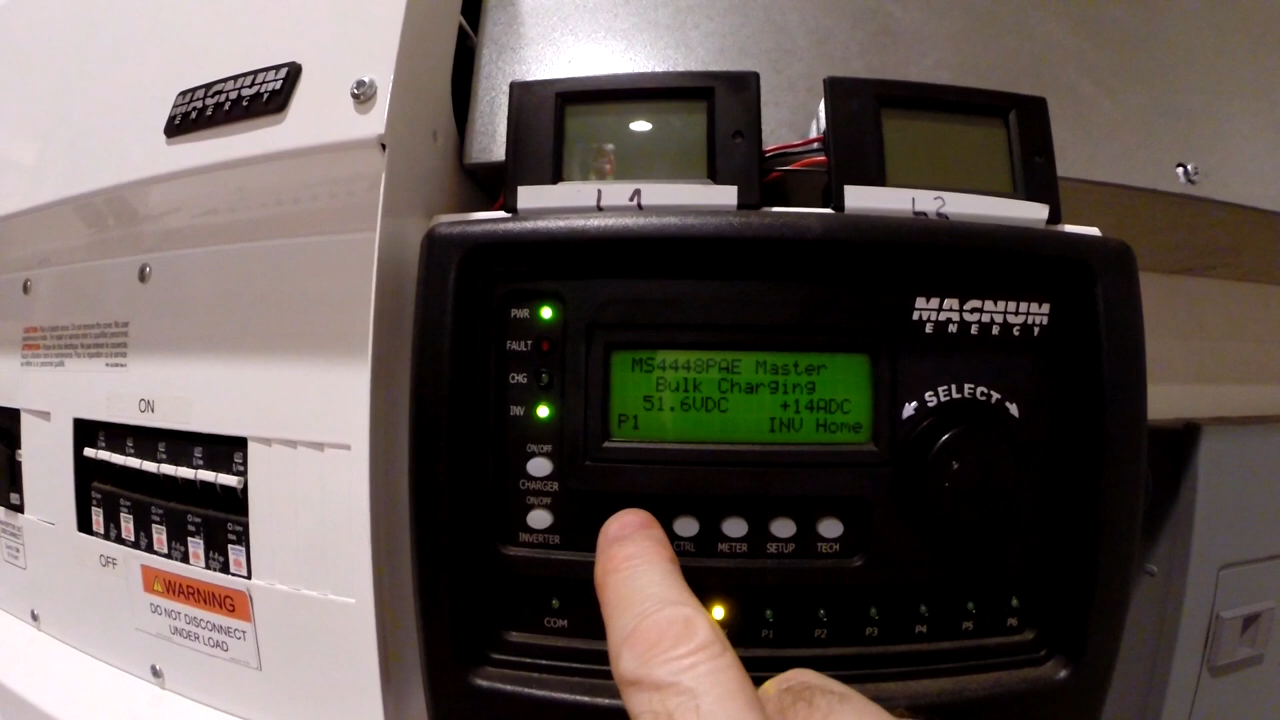 MAGNUM
ENERGY
L1
L2
MAGNUM
ENERGY
PWR
FAULT
CHG
INV
MS4448PAE Master
Bulk Charging
51.6VDC +14ADC
P1 INV Home
SELECT
ON/OFF
CHARGER
ON/OFF
INVERTER
CTRL
METER
SETUP
TECH
COM
P1
P2
P3
P4
P5
P6
ON
OFF
WARNING
DO NOT DISCONNECT
UNDER LOAD